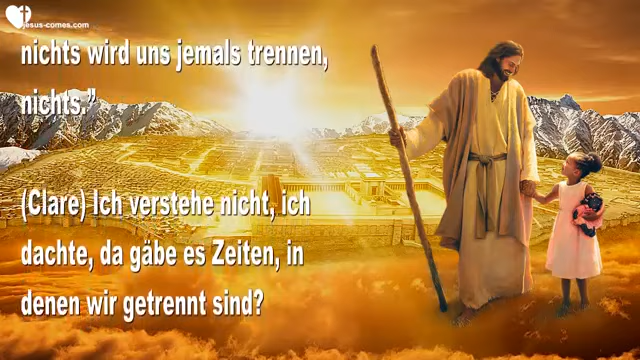 jesus-comes.com
nichts wird uns jemals trennen,
nichts.”
(Clare) Ich verstehe nicht, ich
dachte, da gäbe es Zeiten, in
denen wir getrennt sind?